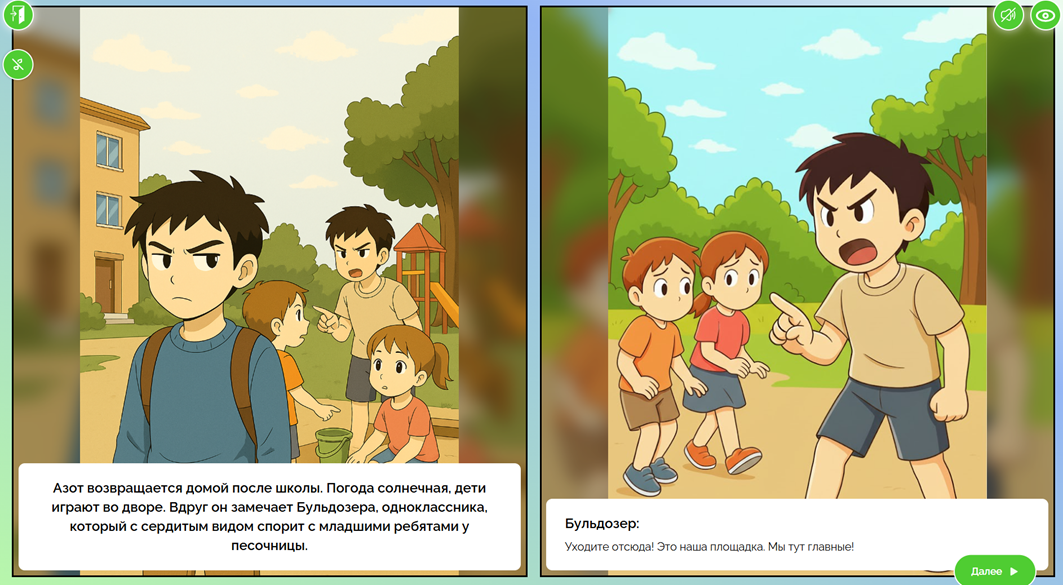 Азот возвращается домой после школы. Погода солнечная, дети
играют во дворе. Вдруг он замечает Бульдозера, одноклассника,
который с сердитым видом спорит с младшими ребятами у
песочницы.
Бульдозер:
Уходите отсюда! Это наша площадка. Мы тут главные!
Далее